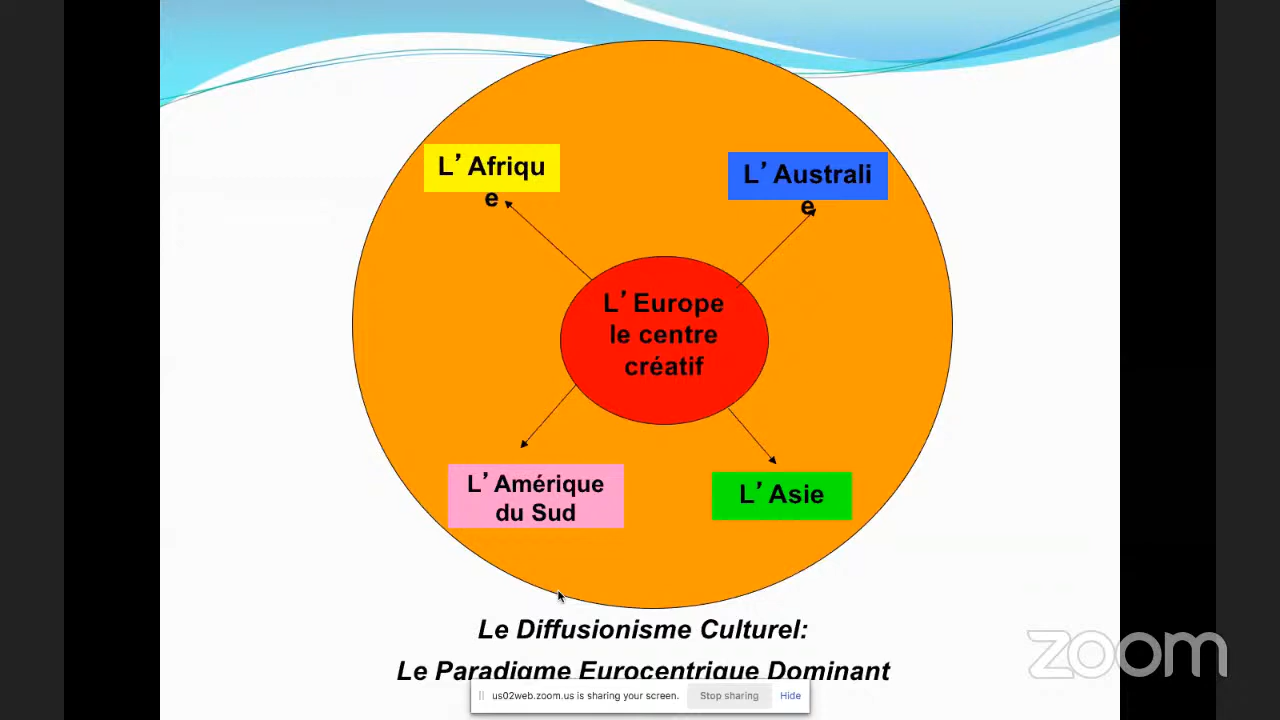 L’Afriqu
e
L’Australi
e
L’Europe
le centre
créatif
L’Amérique
du Sud
L’Asie
Le Diffusionisme Culturel:
Le Paradigme Eurocentrique Dominant
zoom
us02web.zoom.us is sharing your screen. Stop sharing Hide